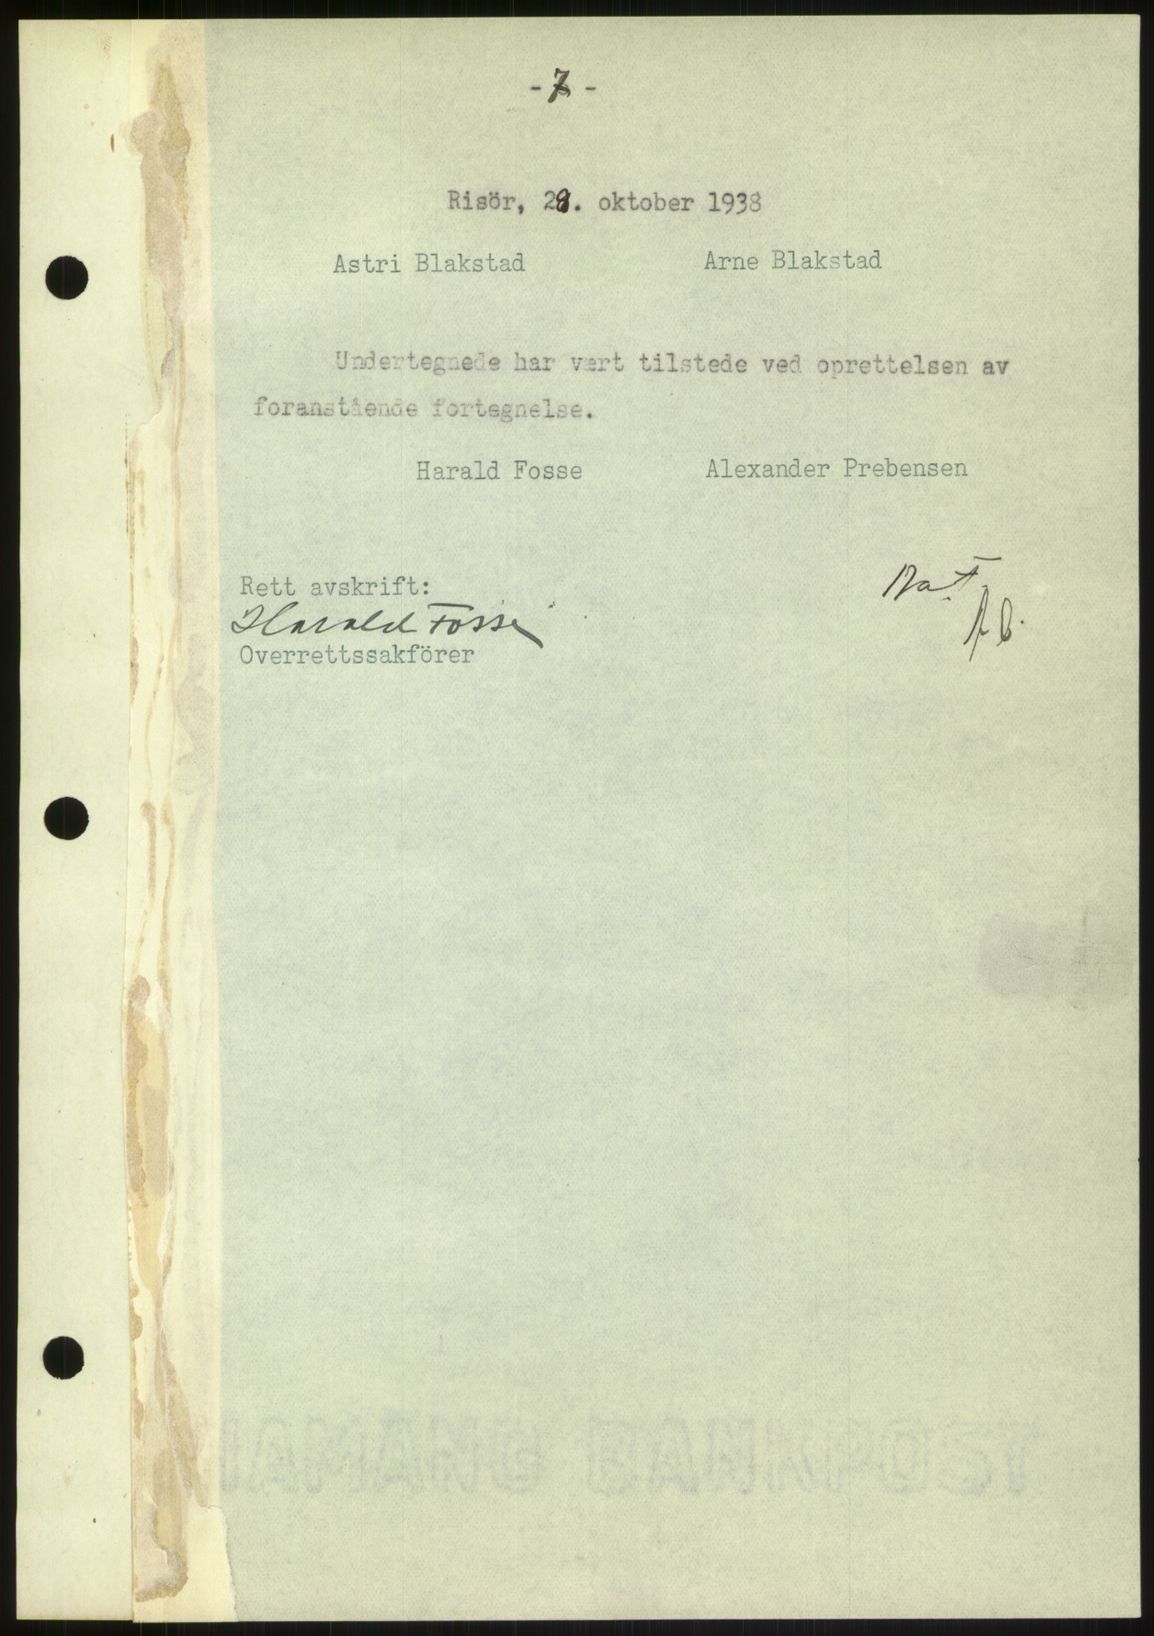 - 7 -
Risör, 28. oktober 1938
Astri Blakstad Arne Blakstad
Undertegnede har vært tilstede ved oprettelsen av
foranstående fortegnelse.
Harald Fosse Alexander Prebensen
Rett avskrift:
Harald Fosse
Overrettssakförer